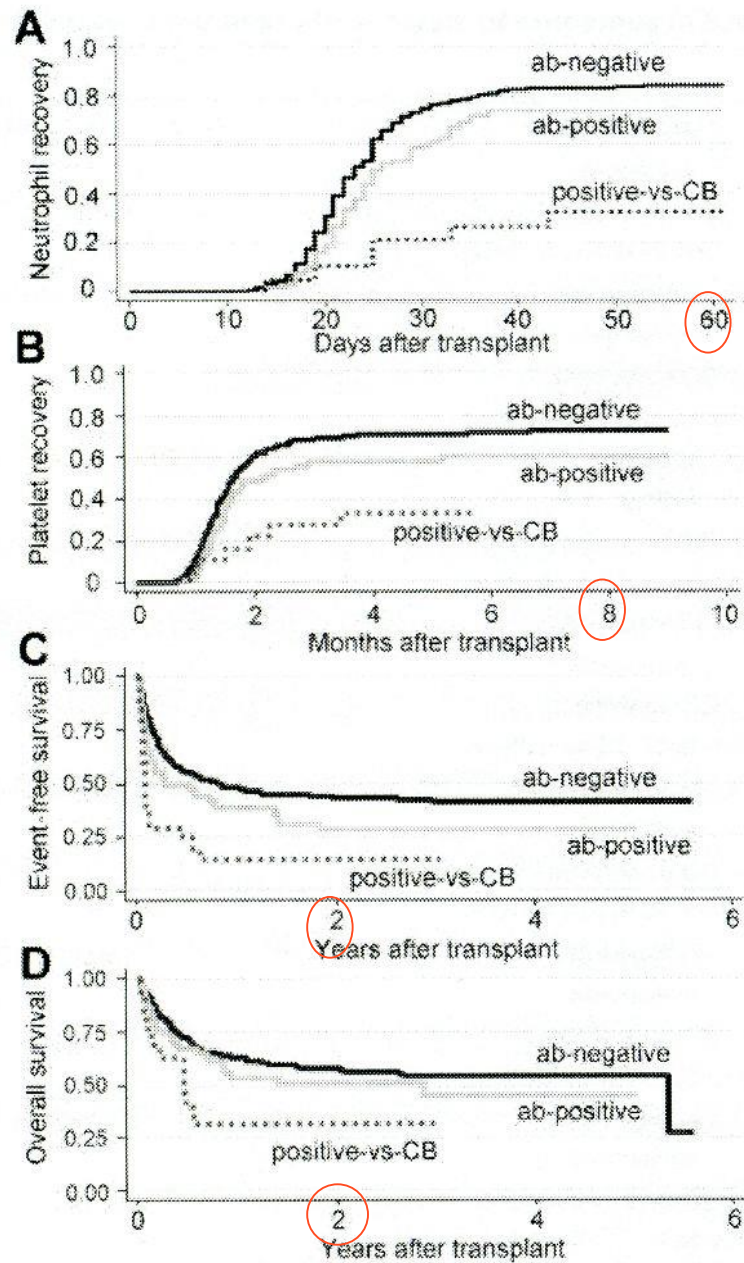 A
Neutrophil recovery
1.0
0.8
0.6
0.4
0.2
0
ab-negative
ab-positive
positive-vs-CB
0 10 20 30 40 50 60
Days after transplant
B
Platelet recovery
1.0
0.8
0.6
0.4
0.2
0
ab-negative
ab-positive
positive-vs-CB
0 2 4 6 8 10
Months after transplant
C
Event-free survival
1.00
0.75
0.50
0.25
0.00
ab-negative
ab-positive
positive-vs-CB
0 2 4 6
Years after transplant
D
Overall survival
1.00
0.75
0.50
0.25
0.00
ab-negative
ab-positive
positive-vs-CB
0 2 4 6
Years after transplant